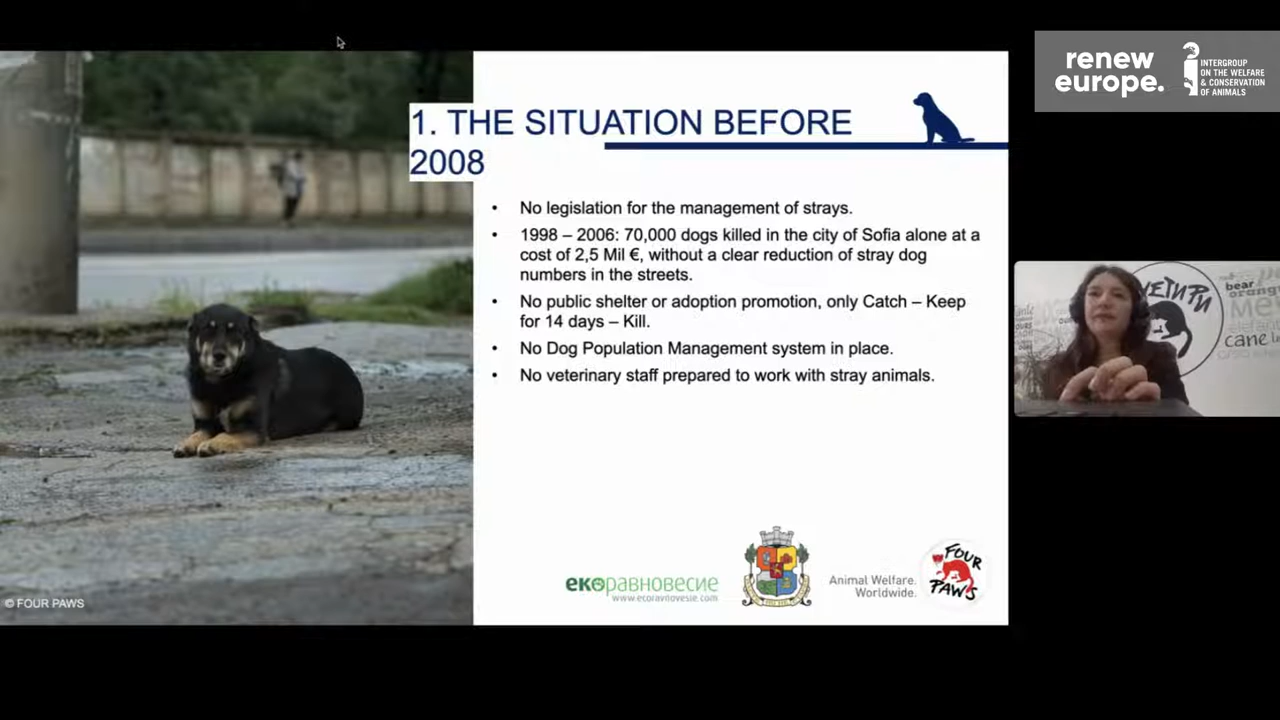 renew
europe.
INTERGROUP
ON THE WELFARE
& CONSERVATION
OF ANIMALS
1. THE SITUATION BEFORE
2008
• No legislation for the management of strays.
• 1998 – 2006: 70,000 dogs killed in the city of Sofia alone at a
cost of 2,5 Mil €, without a clear reduction of stray dog
numbers in the streets.
• No public shelter or adoption promotion, only Catch – Keep
for 14 days – Kill.
• No Dog Population Management system in place.
• No veterinary staff prepared to work with stray animals.
bear
orang
cane
екоравновесие
www.ecoravnovesie.com
Animal Welfare.
Worldwide.
FOUR
PAWS
© FOUR PAWS